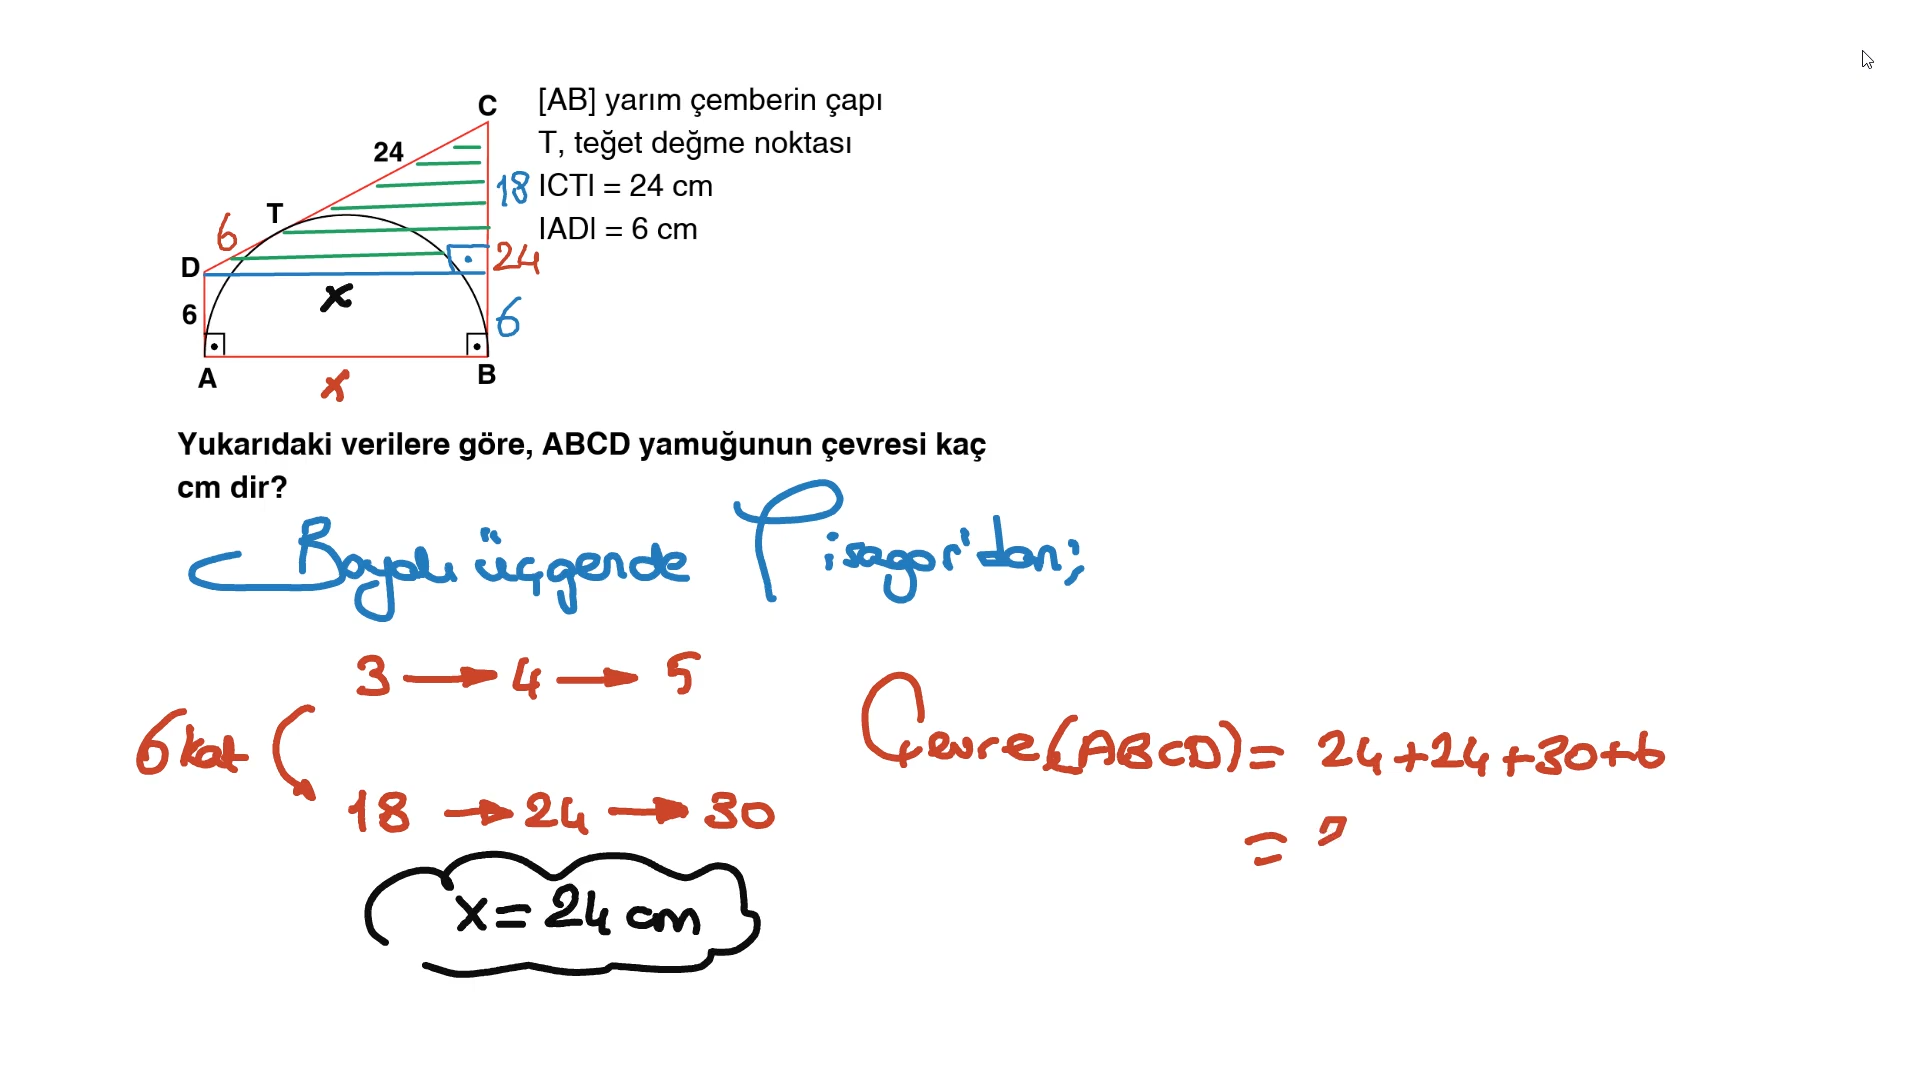 C
[AB] yarım çemberin çapı
24
T, teğet değme noktası
18
ICTI = 24 cm
T
6
IADI = 6 cm
24
D
x
6
6
A
B
x
Yukarıdaki verilere göre, ABCD yamuğunun çevresi kaç
cm dir?
Boyalı üçgende Pisagor'dan;
3 → 4 → 5
6 kat
Çevre(ABCD) = 24+24+30+6
18 → 24 → 30
=
x = 24 cm